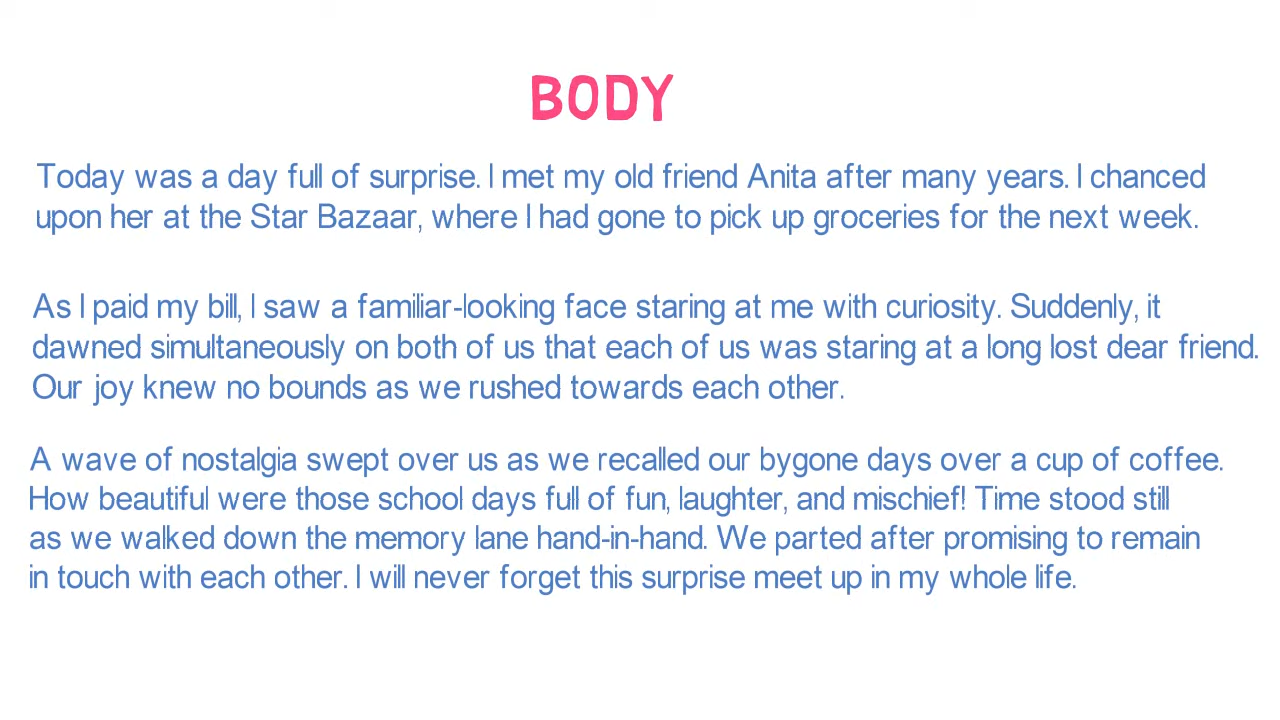 BODY
Today was a day full of surprise. I met my old friend Anita after many years. I chanced
upon her at the Star Bazaar, where I had gone to pick up groceries for the next week.
As I paid my bill, I saw a familiar-looking face staring at me with curiosity. Suddenly, it
dawned simultaneously on both of us that each of us was staring at a long lost dear friend.
Our joy knew no bounds as we rushed towards each other.
A wave of nostalgia swept over us as we recalled our bygone days over a cup of coffee.
How beautiful were those school days full of fun, laughter, and mischief! Time stood still
as we walked down the memory lane hand-in-hand. We parted after promising to remain
in touch with each other. I will never forget this surprise meet up in my whole life.